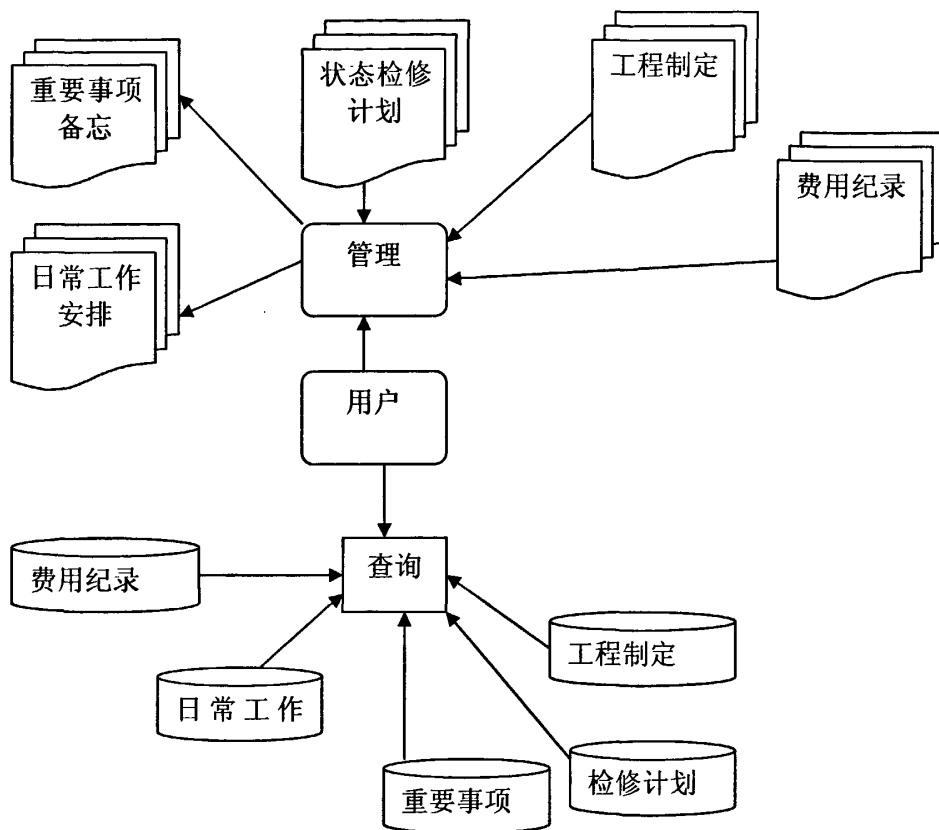 重要事项
备忘
状态检修
计划
工程制定
费用纪录
日常工作
安排
管理
用户
查询
费用纪录
日常工作
重要事项
检修计划
工程制定